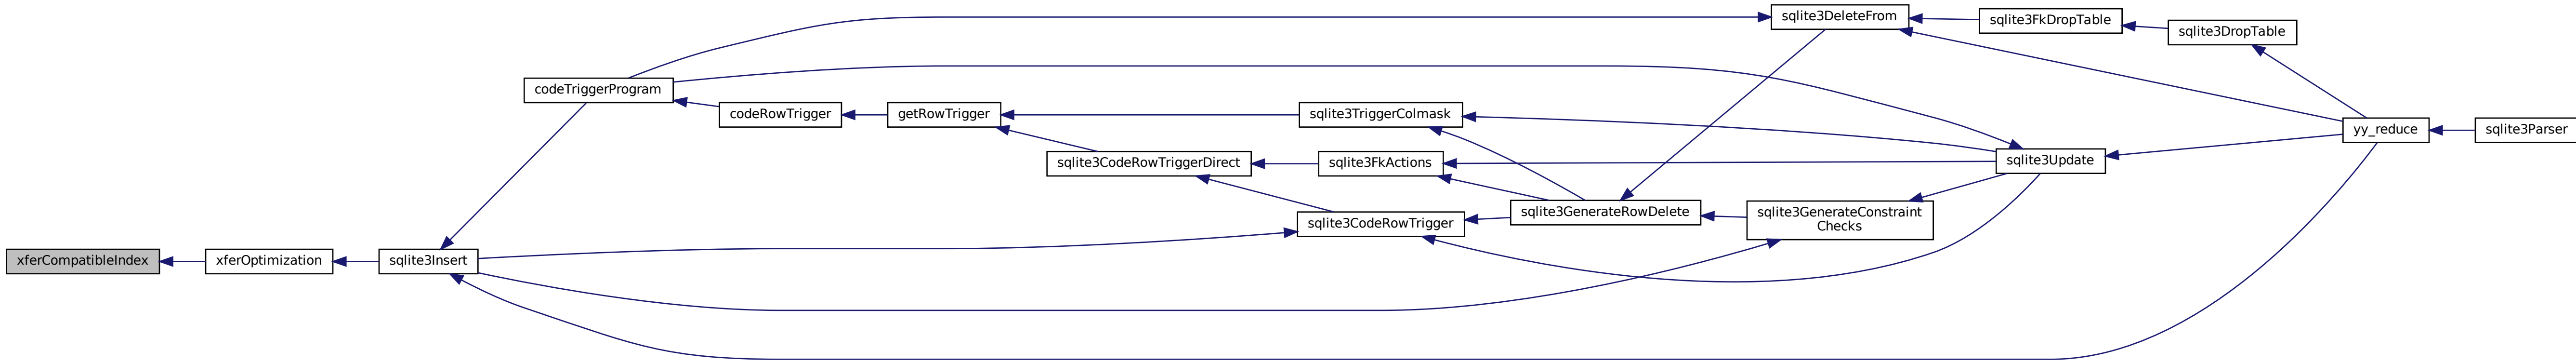 sqlite3DeleteFrom
sqlite3FkDropTable
sqlite3DropTable
codeTriggerProgram
codeRowTrigger
getRowTrigger
sqlite3TriggerColmask
yy_reduce
sqlite3Parser
sqlite3CodeRowTriggerDirect
sqlite3FkActions
sqlite3Update
sqlite3CodeRowTrigger
sqlite3GenerateRowDelete
sqlite3GenerateConstraint
Checks
xferCompatibleIndex
xferOptimization
sqlite3Insert